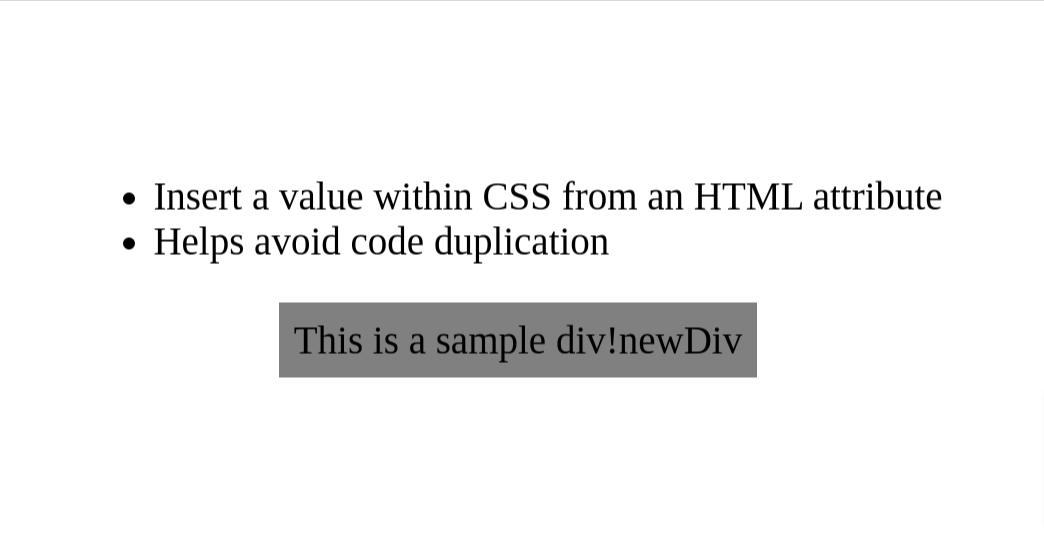 Insert a value within CSS from an HTML attribute
Helps avoid code duplication
This is a sample div!newDiv